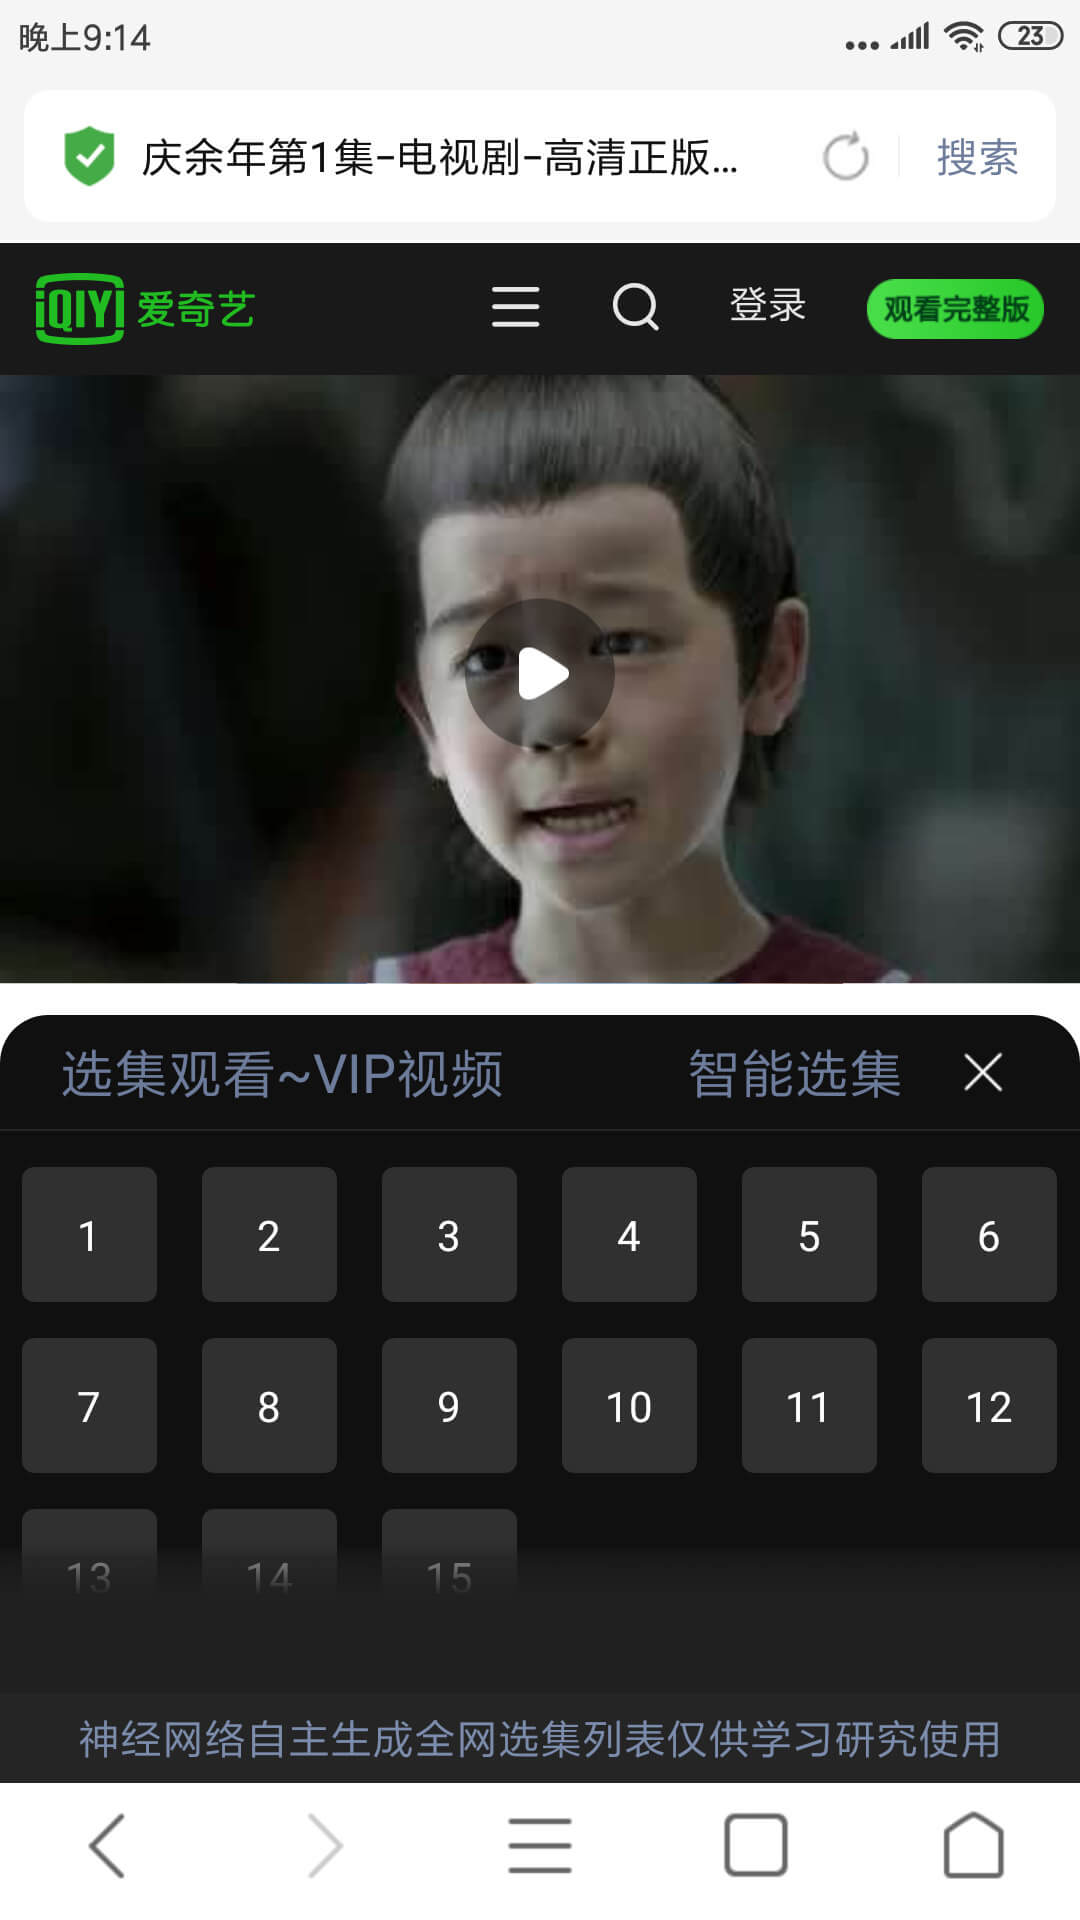 晚上9:14
23
庆余年第1集-电视剧-高清正版...
搜索
iQIYI 爱奇艺
登录
观看完整版
选集观看~VIP视频
智能选集
1 2 3 4 5 6
7 8 9 10 11 12
13 14 15
神经网络自主生成全网选集列表仅供学习研究使用